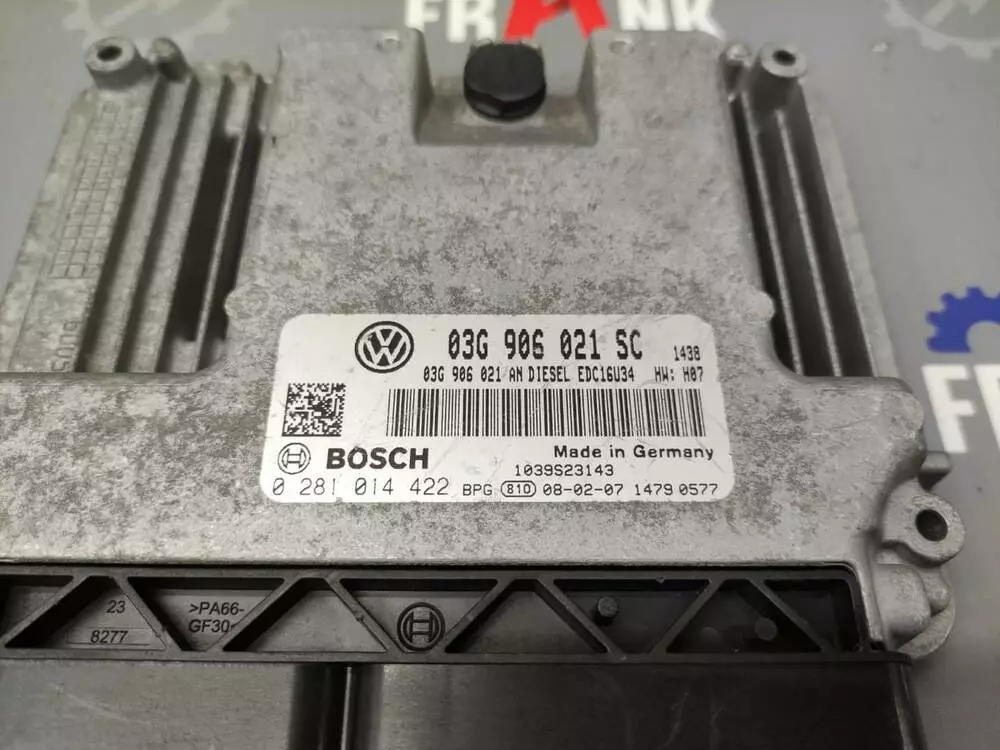 FRANK
03G 906 021 SC 1438
03G 906 021 AN DIESEL EDC16U34 HW: H07
BOSCH
Made in Germany
1039S23143
0 281 014 422 BPG 810 08-02-07 1479 0577
23
8277
>PA66-
GF30